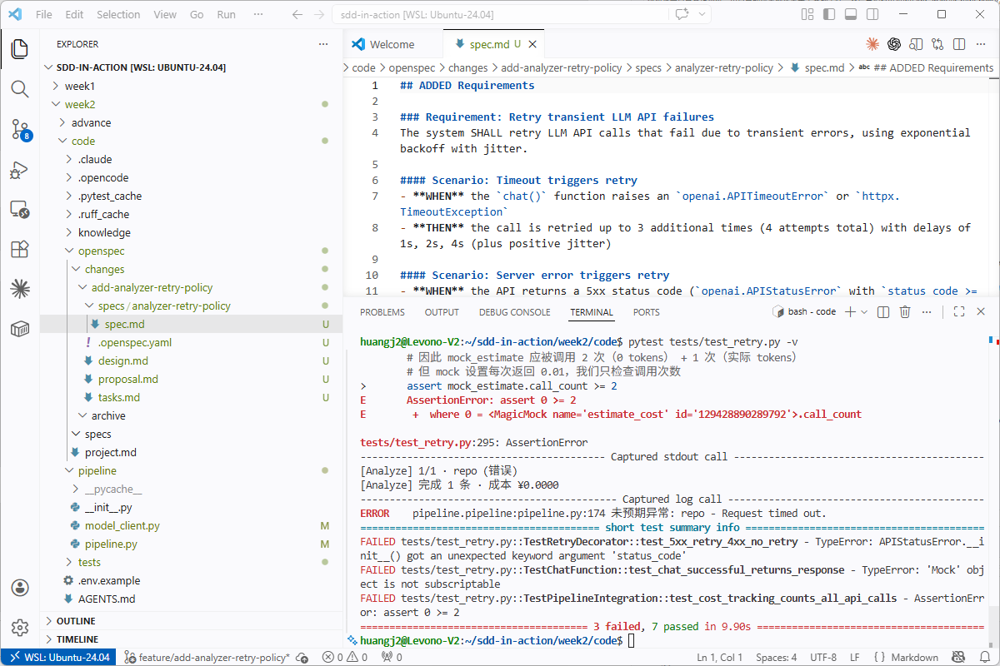 File Edit Selection View Go Run ··· sdd-in-action [WSL: Ubuntu-24.04]
EXPLORER
SDD-IN-ACTION [WSL: UBUNTU-24.04]
week1
week2
advance
code
.claude
.opencode
.pytest_cache
.ruff_cache
knowledge
openspec
changes
add-analyzer-retry-policy
specs / analyzer-retry-policy
spec.md U
.openspec.yaml U
design.md U
proposal.md U
tasks.md U
archive
specs
project.md
pipeline
__pycache__
__init__.py
model_client.py M
pipeline.py M
tests
.env.example
AGENTS.md
OUTLINE
TIMELINE
8
Welcome spec.md U
code > openspec > changes > add-analyzer-retry-policy > specs > analyzer-retry-policy > spec.md > abc ## ADDED Requirements
1 ## ADDED Requirements
2
3 ### Requirement: Retry transient LLM API failures
4 The system SHALL retry LLM API calls that fail due to transient errors, using exponential
backoff with jitter.
5
6 #### Scenario: Timeout triggers retry
7 - **WHEN** the `chat()` function raises an `openai.APITimeoutError` or `httpx.
TimeoutException`
8 - **THEN** the call is retried up to 3 additional times (4 attempts total) with delays of
1s, 2s, 4s (plus positive jitter)
9
10 #### Scenario: Server error triggers retry
11 - **WHEN** the API returns a 5xx status code (`openai.APIStatusError` with `status_code >=
PROBLEMS OUTPUT DEBUG CONSOLE TERMINAL PORTS bash - code
huangj2@Levono-V2:~/sdd-in-action/week2/code$ pytest tests/test_retry.py -v
# 因此 mock_estimate 应被调用 2 次（0 tokens） + 1 次（实际 tokens）
# 但 mock 设置每次返回 0.01，我们只检查调用次数
> assert mock_estimate.call_count >= 2
E AssertionError: assert 0 >= 2
E + where 0 = <MagicMock name='estimate_cost' id='129428890289792'>.call_count
tests/test_retry.py:295: AssertionError
------------------------------------- Captured stdout call --------------------------------------
[Analyze] 1/1 · repo (错误)
[Analyze] 完成 1 条 · 成本 ¥0.0000
--------------------------------------- Captured log call ----------------------------------------
ERROR pipeline.pipeline:pipeline.py:174 未预期异常: repo - Request timed out.
==================================== short test summary info ====================================
FAILED tests/test_retry.py::TestRetryDecorator::test_5xx_retry_4xx_no_retry - TypeError: APIStatusError.__i
nit__() got an unexpected keyword argument 'status_code'
FAILED tests/test_retry.py::TestChatFunction::test_chat_successful_returns_response - TypeError: 'Mock' obj
ect is not subscriptable
FAILED tests/test_retry.py::TestPipelineIntegration::test_cost_tracking_counts_all_api_calls - AssertionErr
or: assert 0 >= 2
================================== 3 failed, 7 passed in 9.90s ==================================
huangj2@Levono-V2:~/sdd-in-action/week2/code$
WSL: Ubuntu-24.04 feature/add-analyzer-retry-policy* 0 0 0 Ln 1, Col 1 Spaces: 4 UTF-8 LF { } Markdown